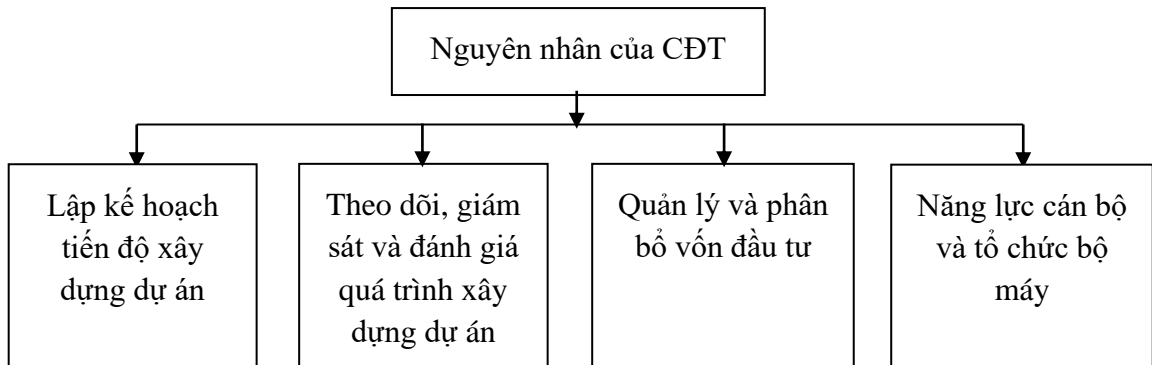 Nguyên nhân của CĐT
Lập kế hoạch
tiến độ xây
dựng dự án
Theo dõi, giám
sát và đánh giá
quá trình xây
dựng dự án
Quản lý và phân
bổ vốn đầu tư
Năng lực cán bộ
và tổ chức bộ
máy